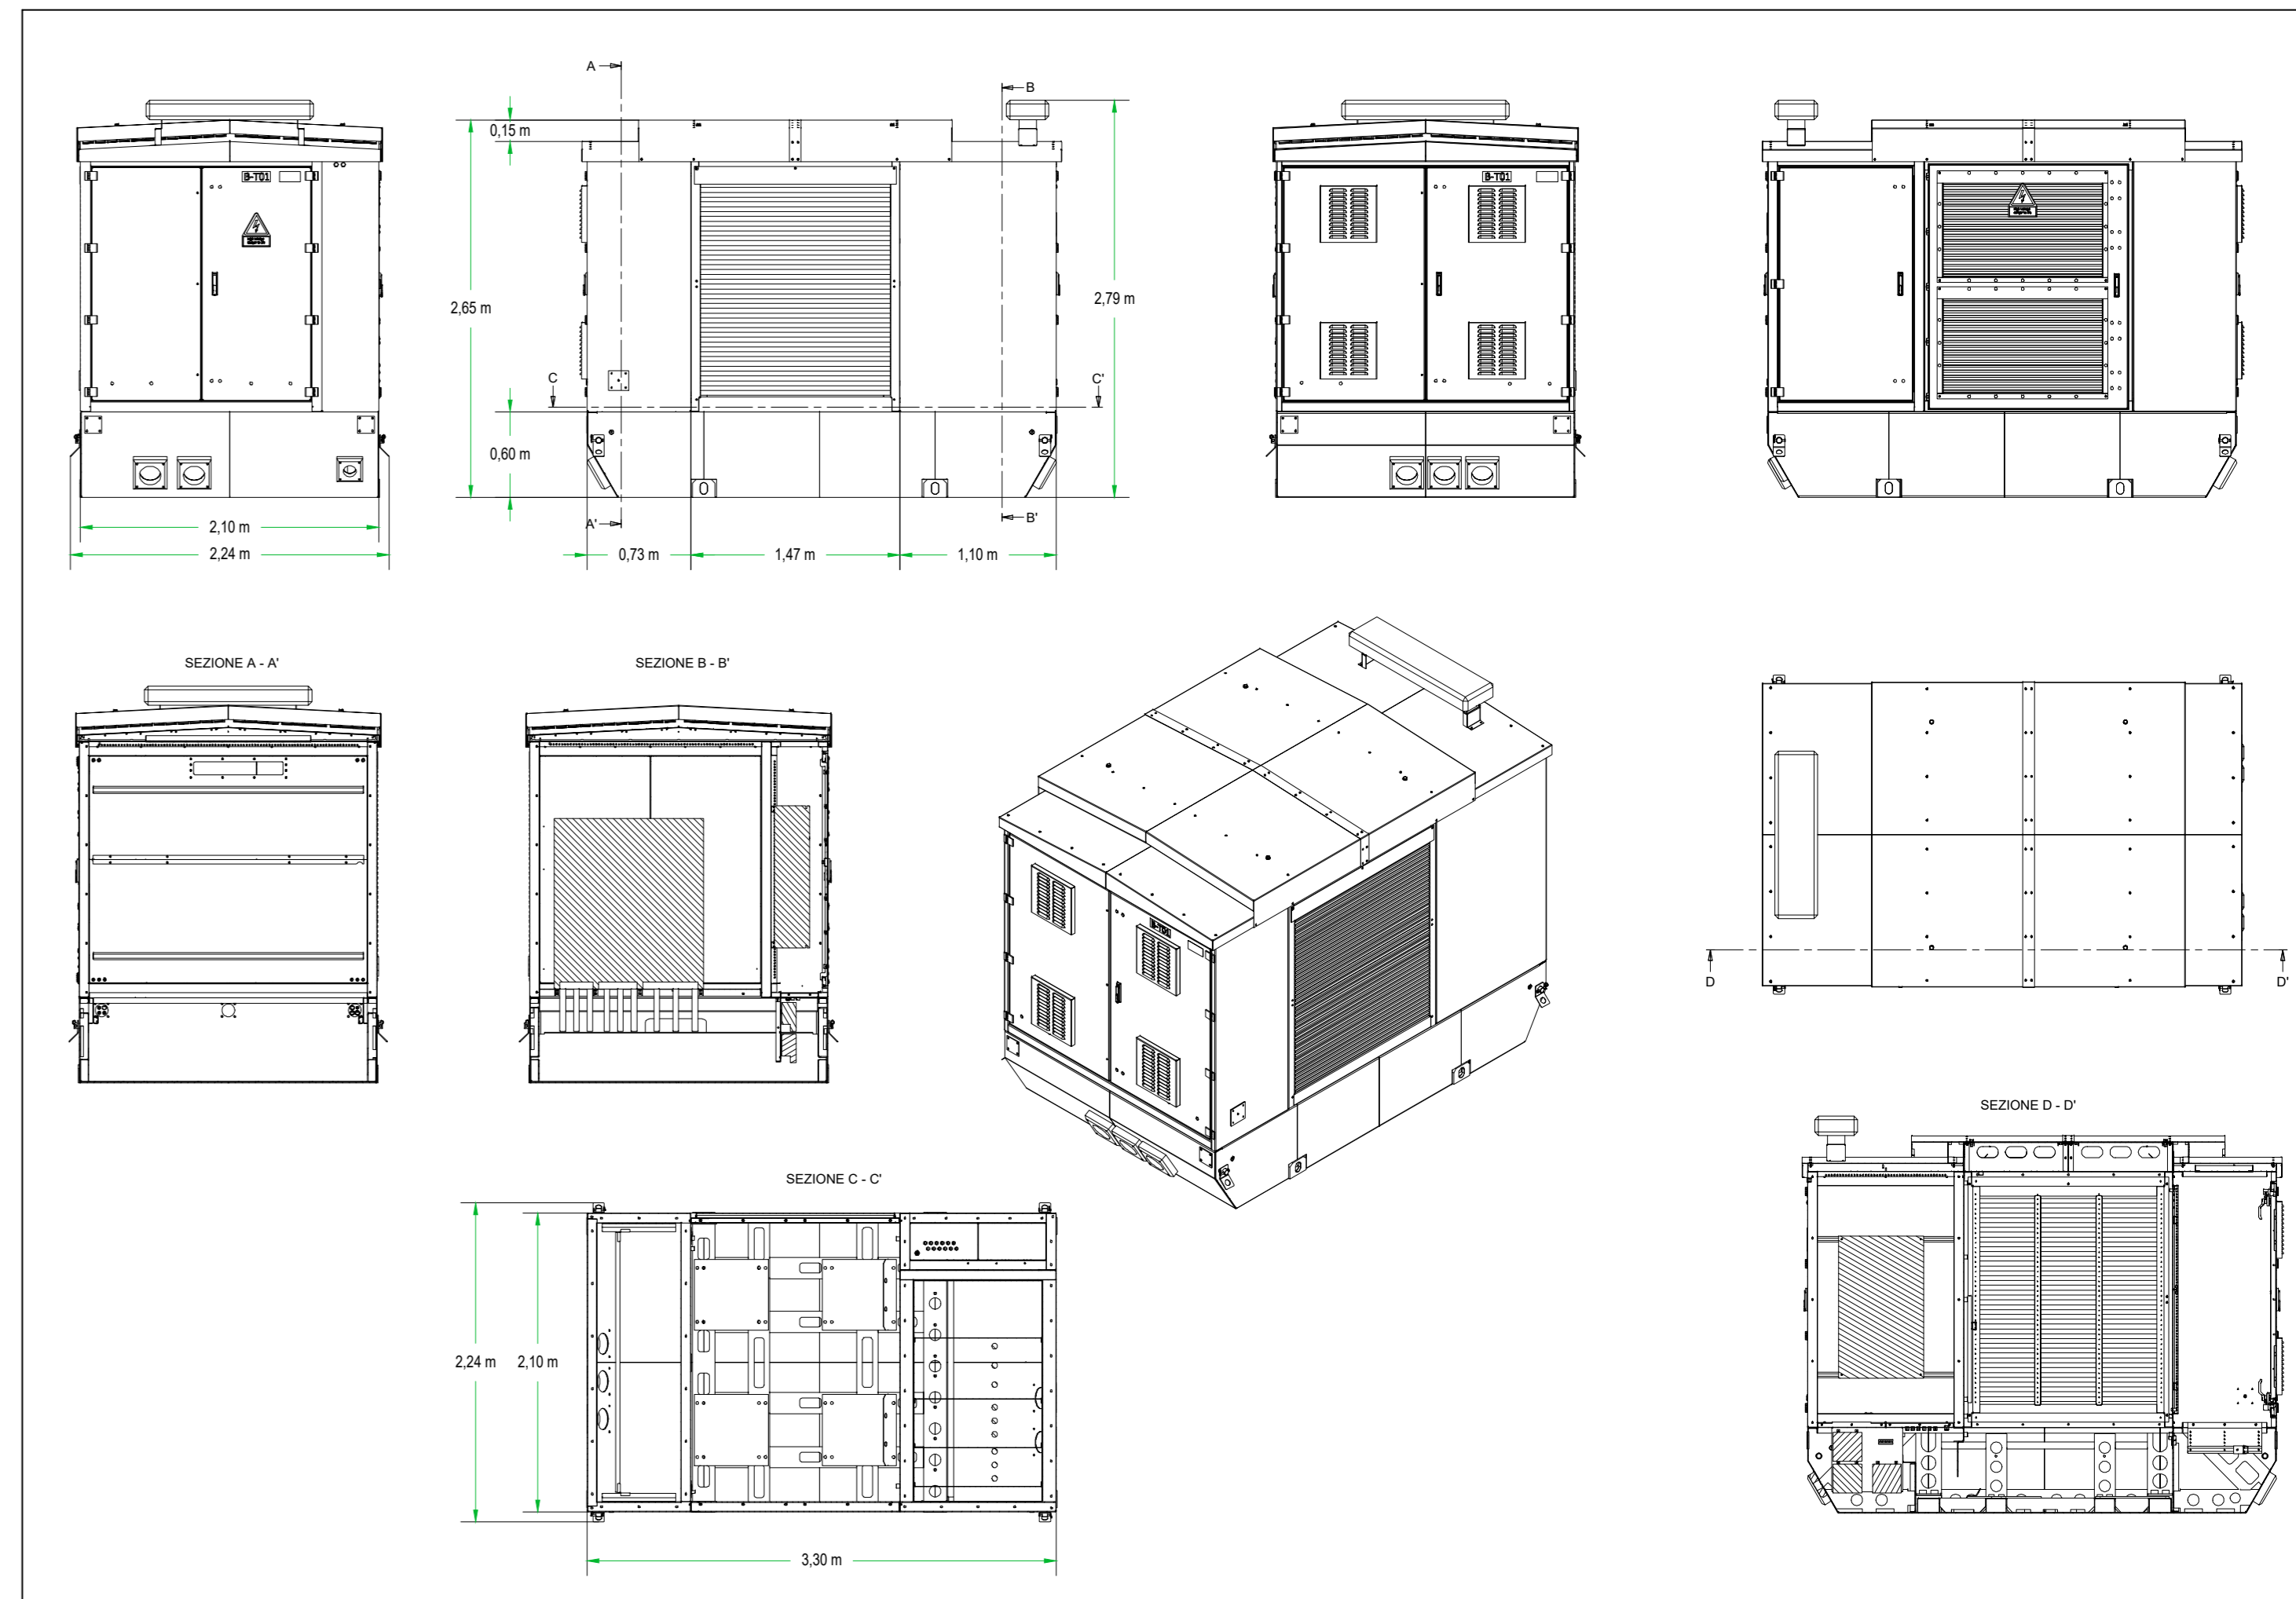 A
B
0,15 m
B-T01
B-T01
2,65 m
2,79 m
C
C'
0,60 m
A'
B'
2,10 m
2,24 m
0,73 m
1,47 m
1,10 m
SEZIONE A - A'
SEZIONE B - B'
B-T01
D
D'
SEZIONE D - D'
SEZIONE C - C'
2,24 m
2,10 m
3,30 m